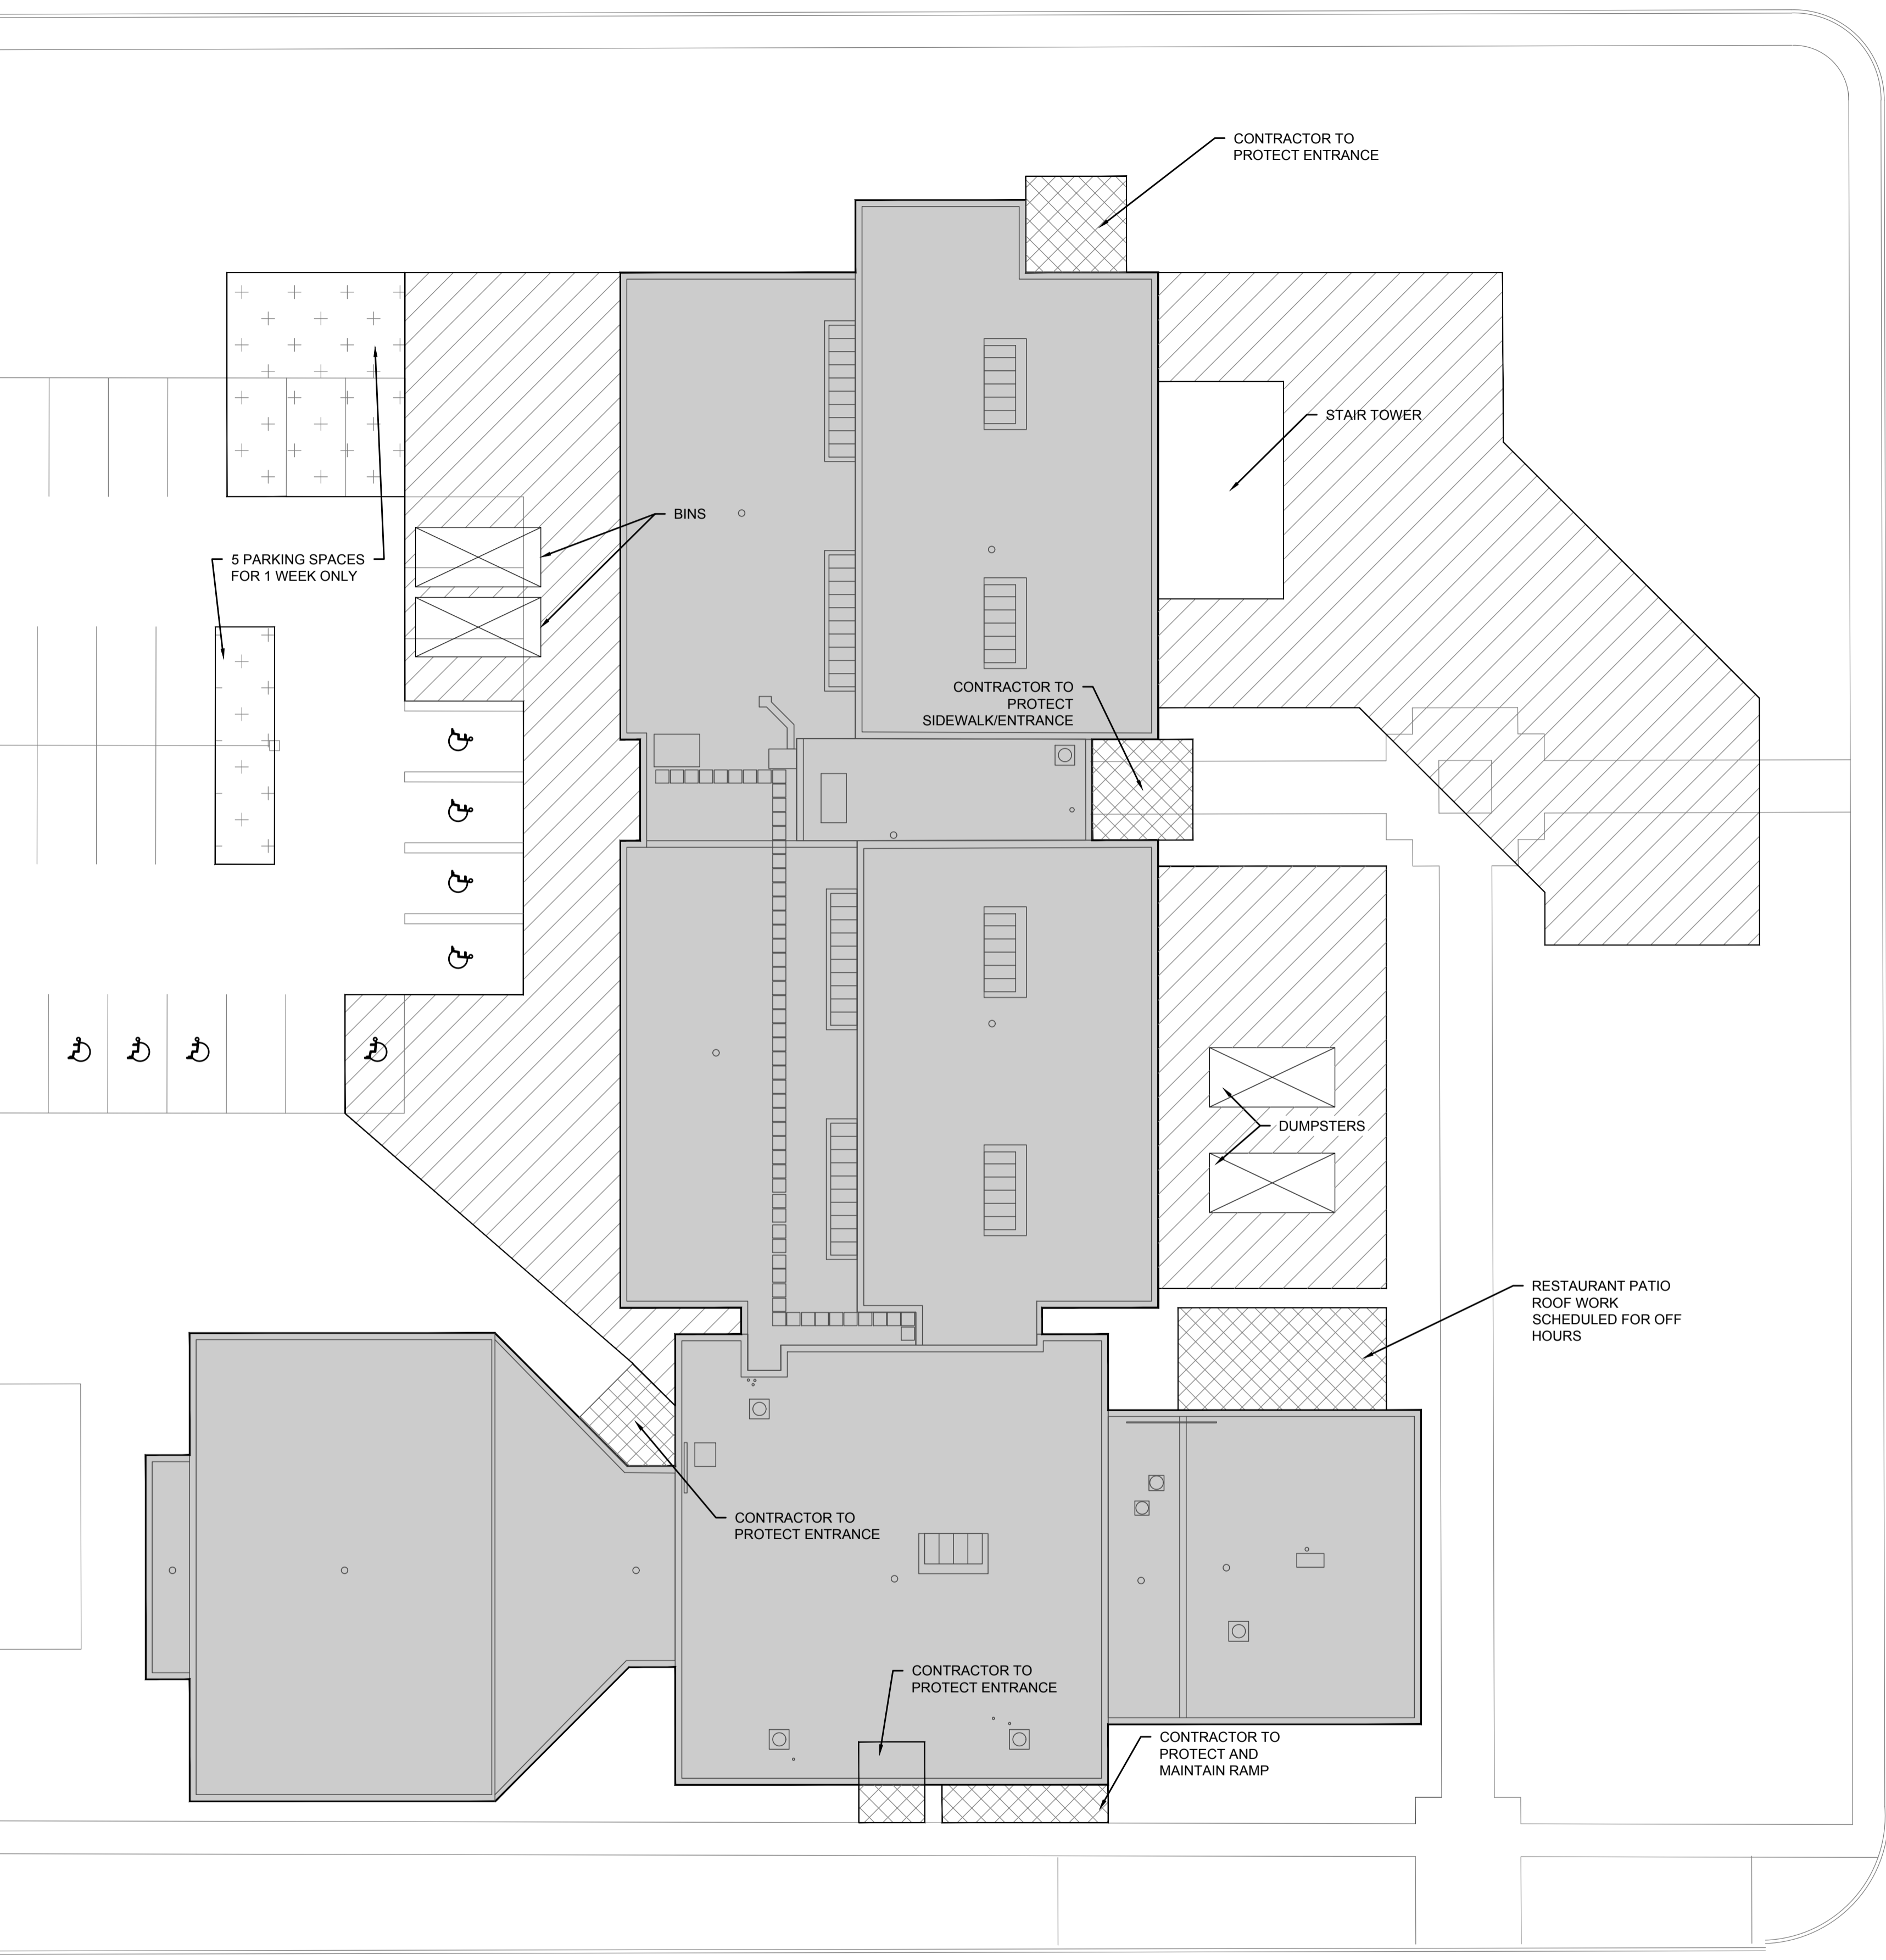 CONTRACTOR TO
PROTECT ENTRANCE
STAIR TOWER
BINS
5 PARKING SPACES
FOR 1 WEEK ONLY
CONTRACTOR TO
PROTECT
SIDEWALK/ENTRANCE
DUMPSTERS
RESTAURANT PATIO
ROOF WORK
SCHEDULED FOR OFF
HOURS
CONTRACTOR TO
PROTECT ENTRANCE
CONTRACTOR TO
PROTECT ENTRANCE
CONTRACTOR TO
PROTECT AND
MAINTAIN RAMP